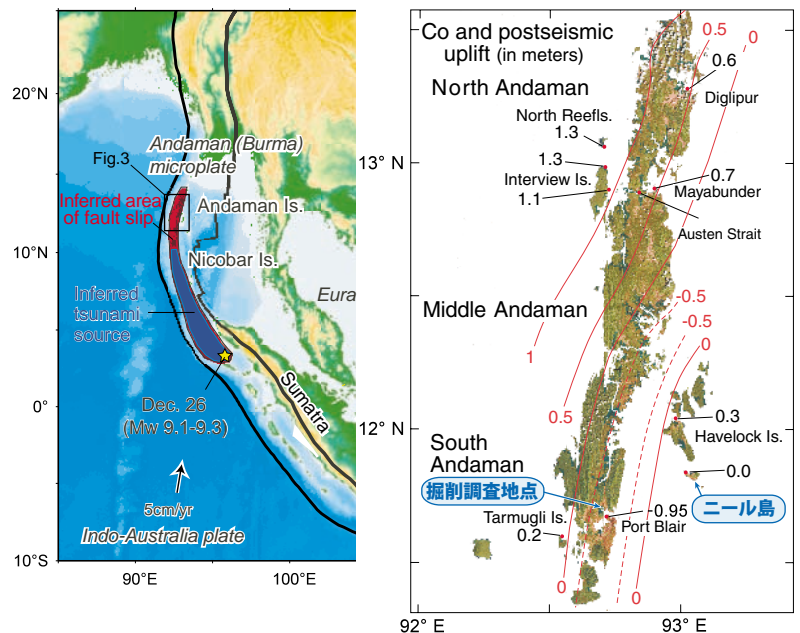 20°N
10°N
0°
10°S
90°E
100°E
Andaman (Burma)
microplate
Fig.3
Inferred area
of fault slip
Andaman Is.
Nicobar Is.
Inferred
tsunami
source
Eura
Sumatra
Dec. 26
(Mw 9.1-9.3)
5cm/yr
Indo-Australia plate
Co and postseismic
uplift (in meters)
0.5
0
0.6
North Andaman
Diglipur
North ReefIs.
1.3
13° N
1.3
Interview Is.
1.1
0.7
Mayabunder
Austen Strait
Middle Andaman
-0.5
-0.5
0
1
0.5
0.3
Havelock Is.
12° N
South
Andaman
0.0
掘削調査地点
ニール島
Tarmugli Is.
0.2
-0.95
Port Blair
0
0
92° E
93° E